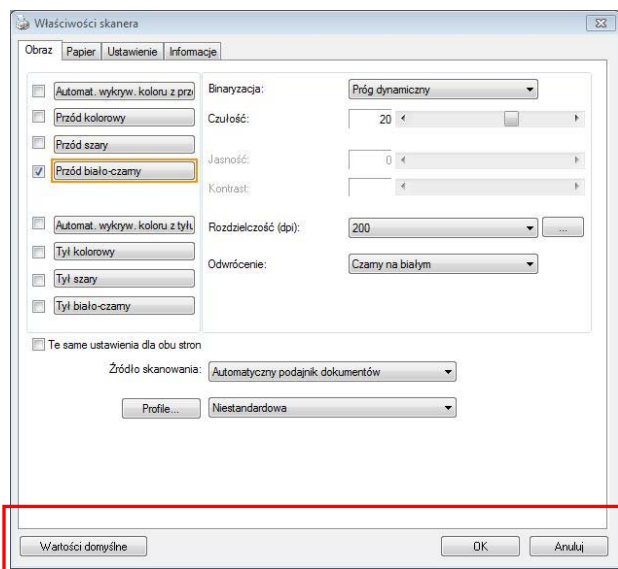 Właściwości skanera
Obraz Papier Ustawienie Informacje
Automat. wykryw. koloru z prz
Przód kolorowy
Przód szary
Przód biało-czarny
Automat. wykryw. koloru z tyłu
Tył kolorowy
Tył szary
Tył biało-czarny
Binaryzacja: Próg dynamiczny
Czułość: 20
Jasność: 0
Kontrast:
Rozdzielczość (dpi): 200 ...
Odwrócenie: Czarny na białym
Te same ustawienia dla obu stron
Źródło skanowania: Automatyczny podajnik dokumentów
Profile... Niestandardowa
Wartości domyślne OK Anuluj